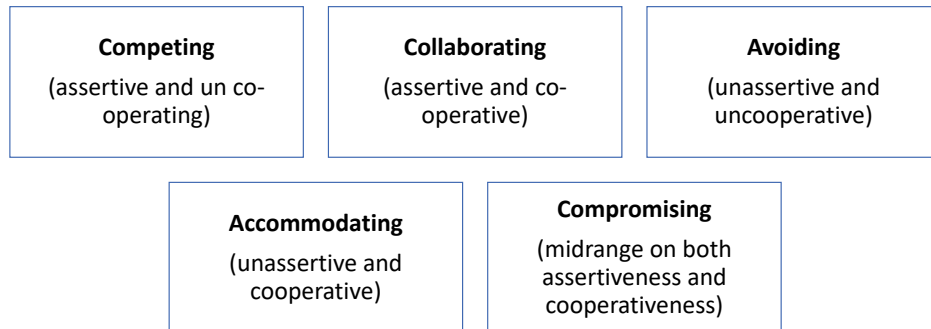 Competing
(assertive and un co-
operating)
Collaborating
(assertive and co-
operative)
Avoiding
(unassertive and
uncooperative)
Accommodating
(unassertive and
cooperative)
Compromising
(midrange on both
assertiveness and
cooperativeness)